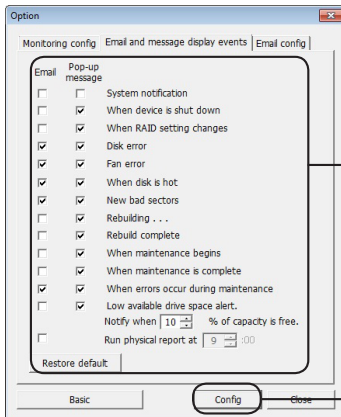 Option
Monitoring config Email and message display events Email config
Email Pop-up message
System notification
When device is shut down
When RAID setting changes
Disk error
Fan error
When disk is hot
New bad sectors
Rebuilding . . .
Rebuild complete
When maintenance begins
When maintenance is complete
When errors occur during maintenance
Low available drive space alert.
Notify when 10 % of capacity is free.
Run physical report at 9 :00
Restore default
Basic Config Close